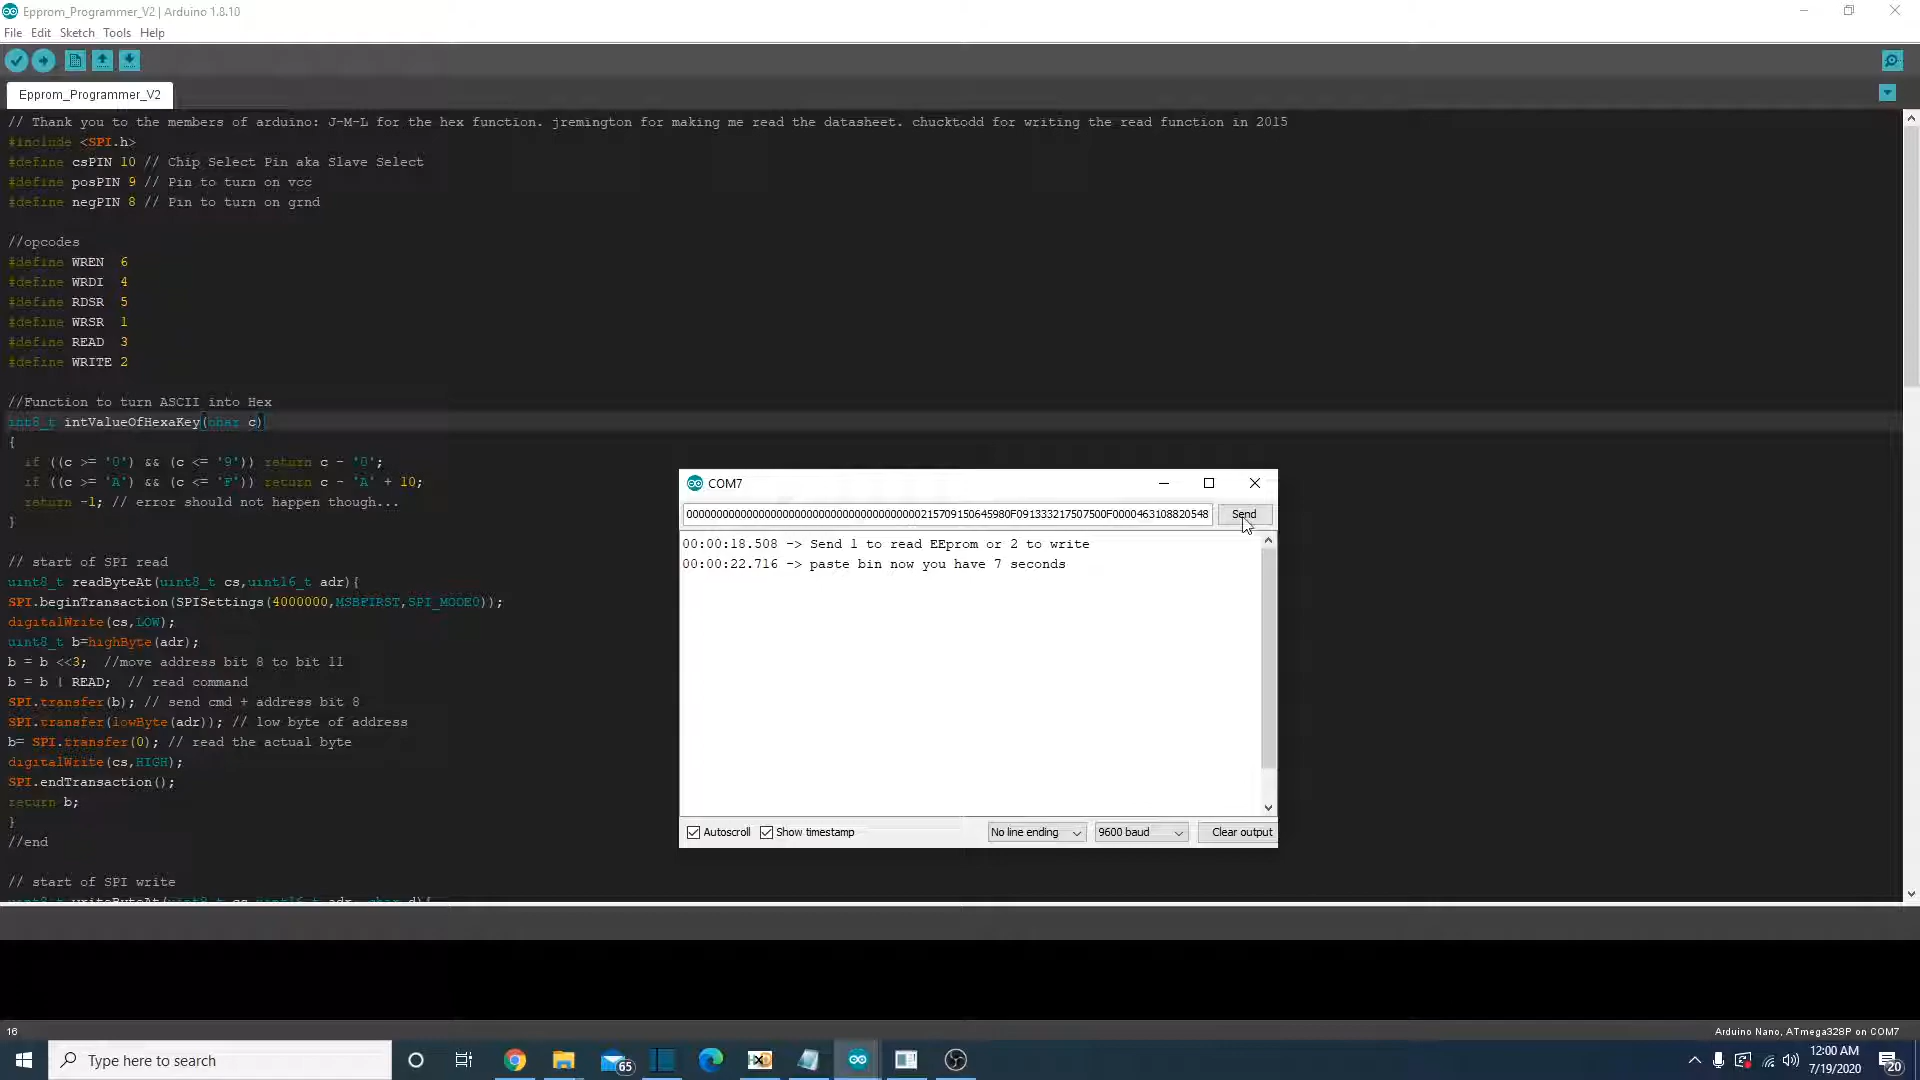 Epprom_Programmer_V2 | Arduino 1.8.10
File Edit Sketch Tools Help
Epprom_Programmer_V2
// Thank you to the members of arduino: J-M-L for the hex function. jremington for making me read the datasheet. chucktodd for writing the read function in 2015
#include <SPI.h>
#define csPIN 10 // Chip Select Pin aka Slave Select
#define posPIN 9 // Pin to turn on vcc
#define negPIN 8 // Pin to turn on grnd
//opcodes
#define WREN 6
#define WRDI 4
#define RDSR 5
#define WRSR 1
#define READ 3
#define WRITE 2
//Function to turn ASCII into Hex
int8_t intValueOfHexaKey(char c)
{
if ((c >= '0') && (c <= '9')) return c - '0';
if ((c >= 'A') && (c <= 'F')) return c - 'A' + 10;
return -1; // error should not happen though...
}
// start of SPI read
uint8_t readByteAt(uint8_t cs,uint16_t adr){
SPI.beginTransaction(SPISettings(4000000,MSBFIRST,SPI_MODE0));
digitalWrite(cs,LOW);
uint8_t b=highByte(adr);
b = b <<3; //move address bit 8 to bit 11
b = b | READ; // read command
SPI.transfer(b); // send cmd + address bit 8
SPI.transfer(lowByte(adr)); // low byte of address
b= SPI.transfer(0); // read the actual byte
digitalWrite(cs,HIGH);
SPI.endTransaction();
return b;
}
//end
// start of SPI write
uint8_t writeByteAt(uint8_t cs,uint16_t adr, char d){
COM7
Send
00:00:18.508 -> Send 1 to read EEprom or 2 to write
00:00:22.716 -> paste bin now you have 7 seconds
Autoscroll Show timestamp No line ending 9600 baud Clear output
16
Arduino Nano, ATmega328P on COM7
Type here to search
65
12:00 AM
7/19/2020
20